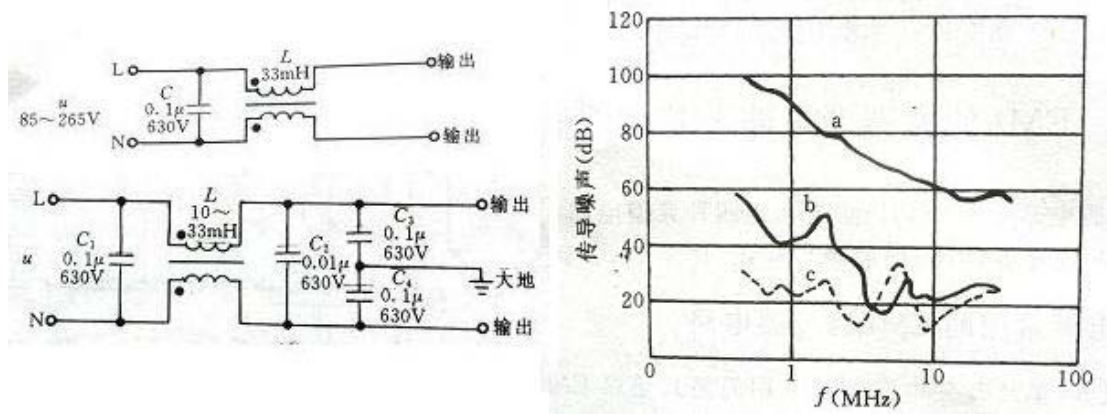 L
33mH
输出
L
C
0.1μ
630V
u
85～265V
N
输出
L
L
10～
33mH
输出
C₁
0.1μ
630V
C₂
0.01μ
630V
C₃
0.1μ
630V
u
大地
C₄
0.1μ
630V
N
输出
120
100
80
60
40
20
传导噪声(dB)
a
b
c
0
1
10
100
f(MHz)